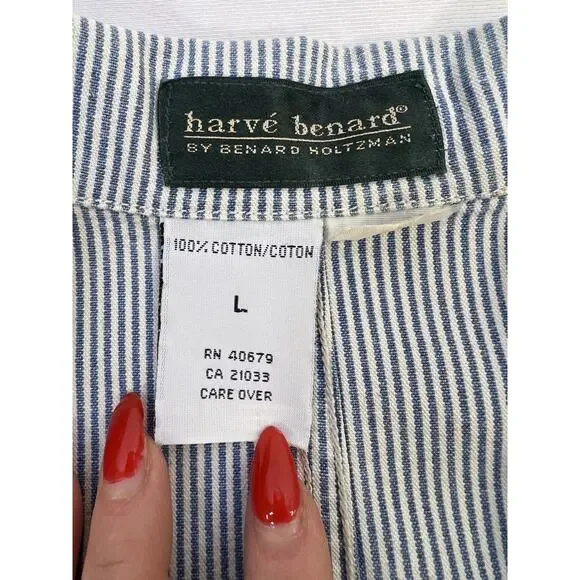 harvé benard©
BY BENARD HOLTZMAN
100% COTTON/COTON
L
RN 40679
CA 21033
CARE OVER